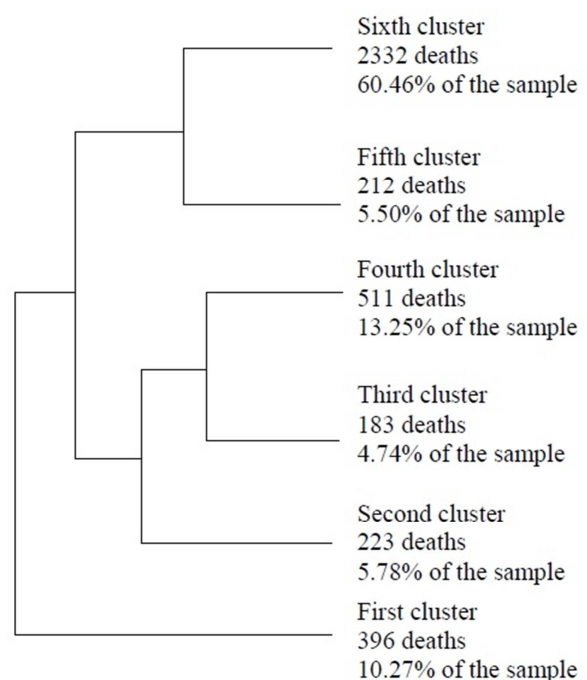 Sixth cluster
2332 deaths
60.46% of the sample
Fifth cluster
212 deaths
5.50% of the sample
Fourth cluster
511 deaths
13.25% of the sample
Third cluster
183 deaths
4.74% of the sample
Second cluster
223 deaths
5.78% of the sample
First cluster
396 deaths
10.27% of the sample